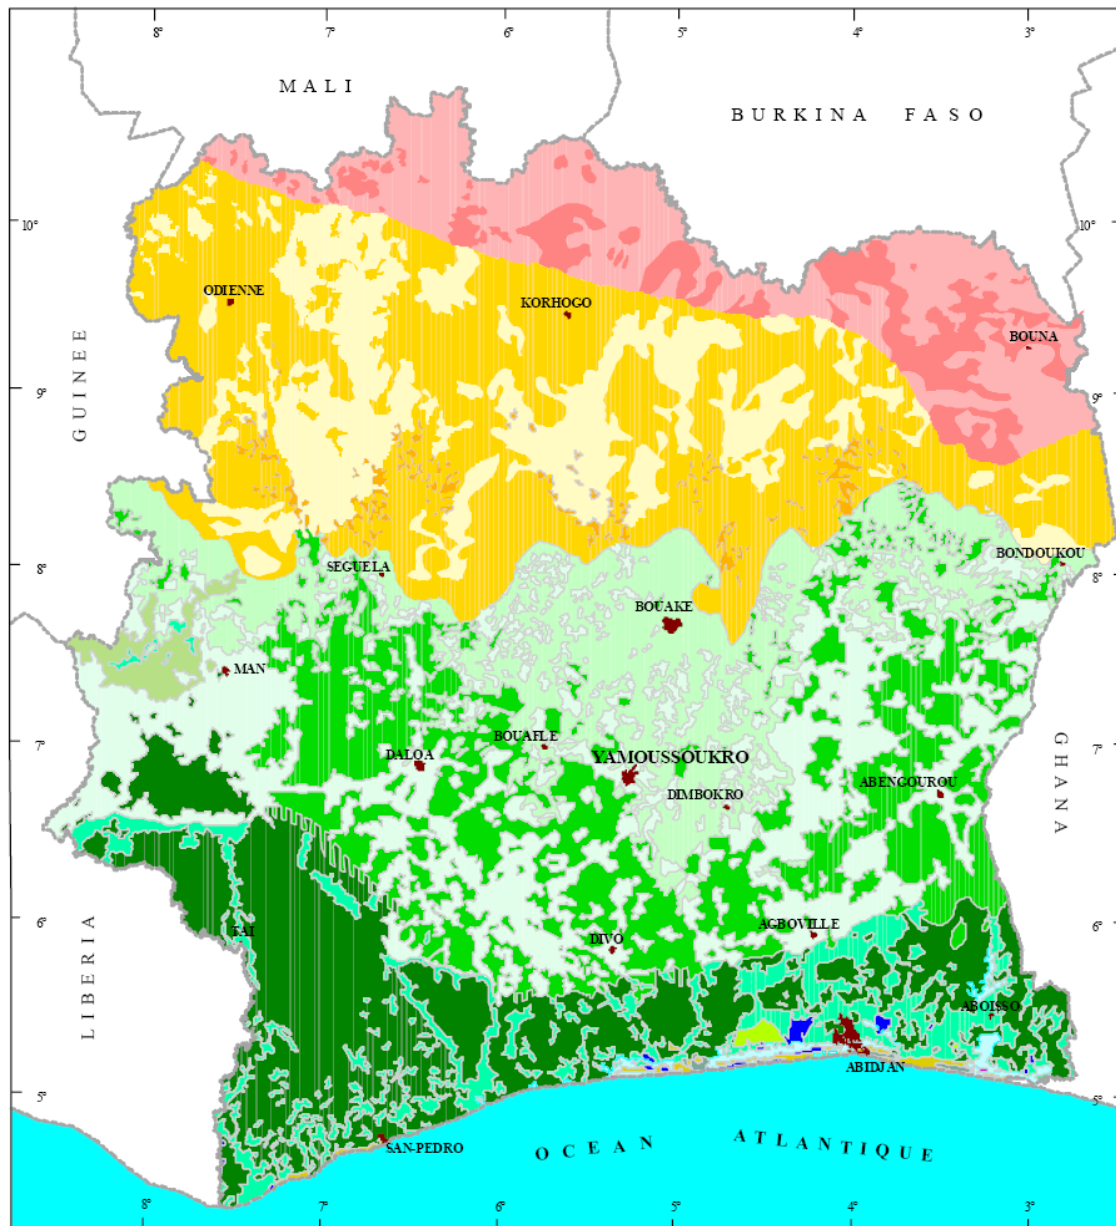 8° 7° 6° 5° 4° 3°
MALI
BURKINA FASO
10° 10°
ODIENNE
KORHOGO
BOUNA
GUINEE
9° 9°
8° SEGUELA BONDOUKOU 8°
BOUAKE
MAN
7° BOUAFLE 7°
DALOA YAMOUSSOUKRO
DIMBOKRO ABENGOUROU
GHANA
6° TAI AGBOVILLE 6°
DIVO
LIBERIA
ABOISSO
ABIDJAN
5° 5°
SAN-PEDRO
OCEAN ATLANTIQUE
8° 7° 6° 5° 4° 3°